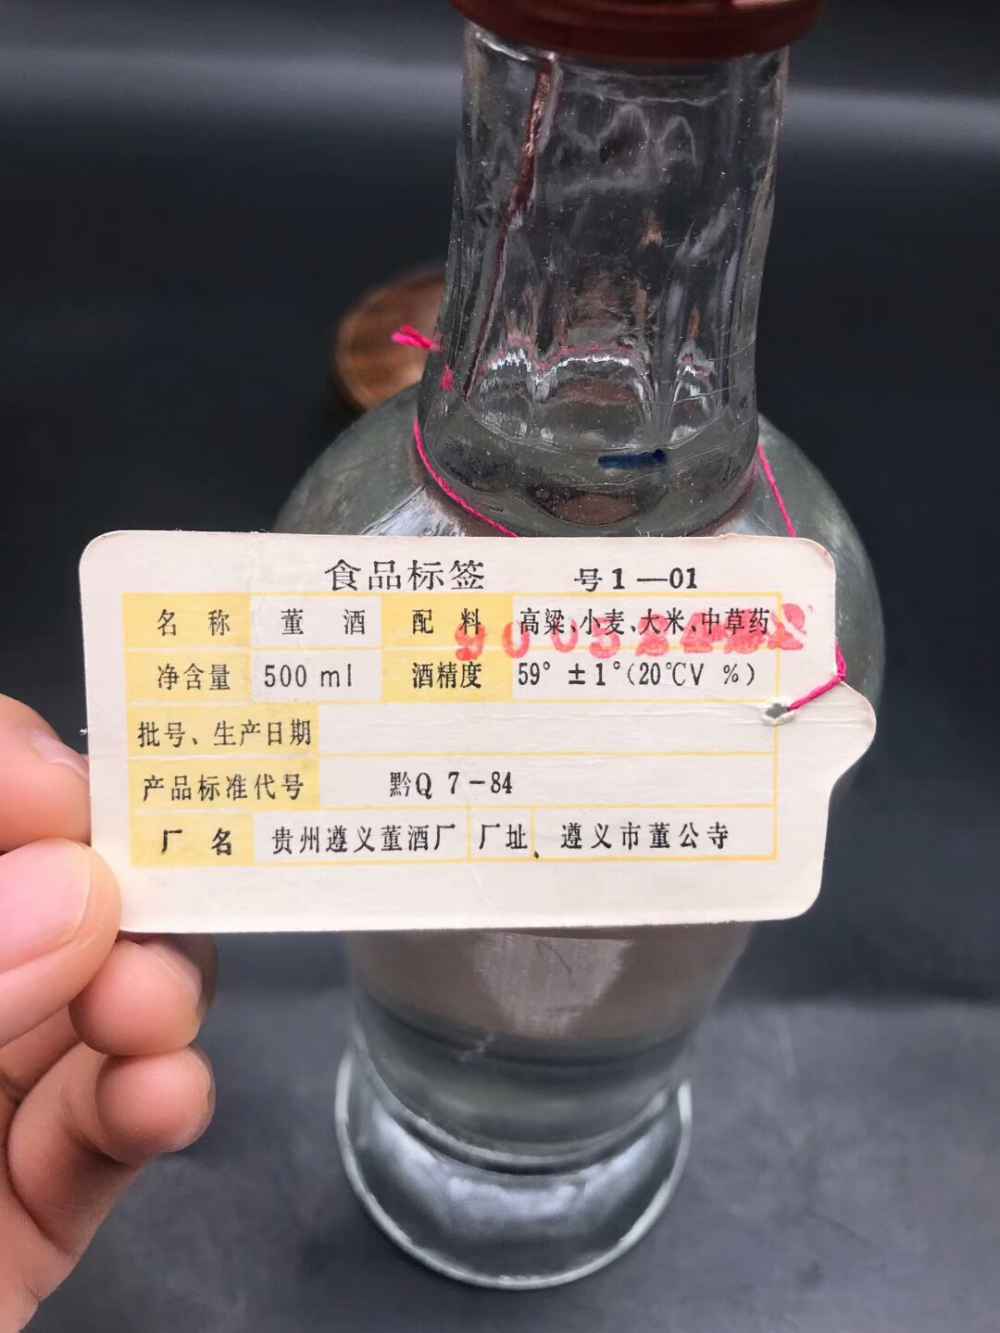 食品标签 号1—01
名称 董酒 配料 高粱、小麦、大米、中草药
净含量 500 ml 酒精度 59° ±1°(20℃V %)
批号、生产日期
产品标准代号 黔Q 7-84
厂名 贵州遵义董酒厂 厂址、 遵义市董公寺